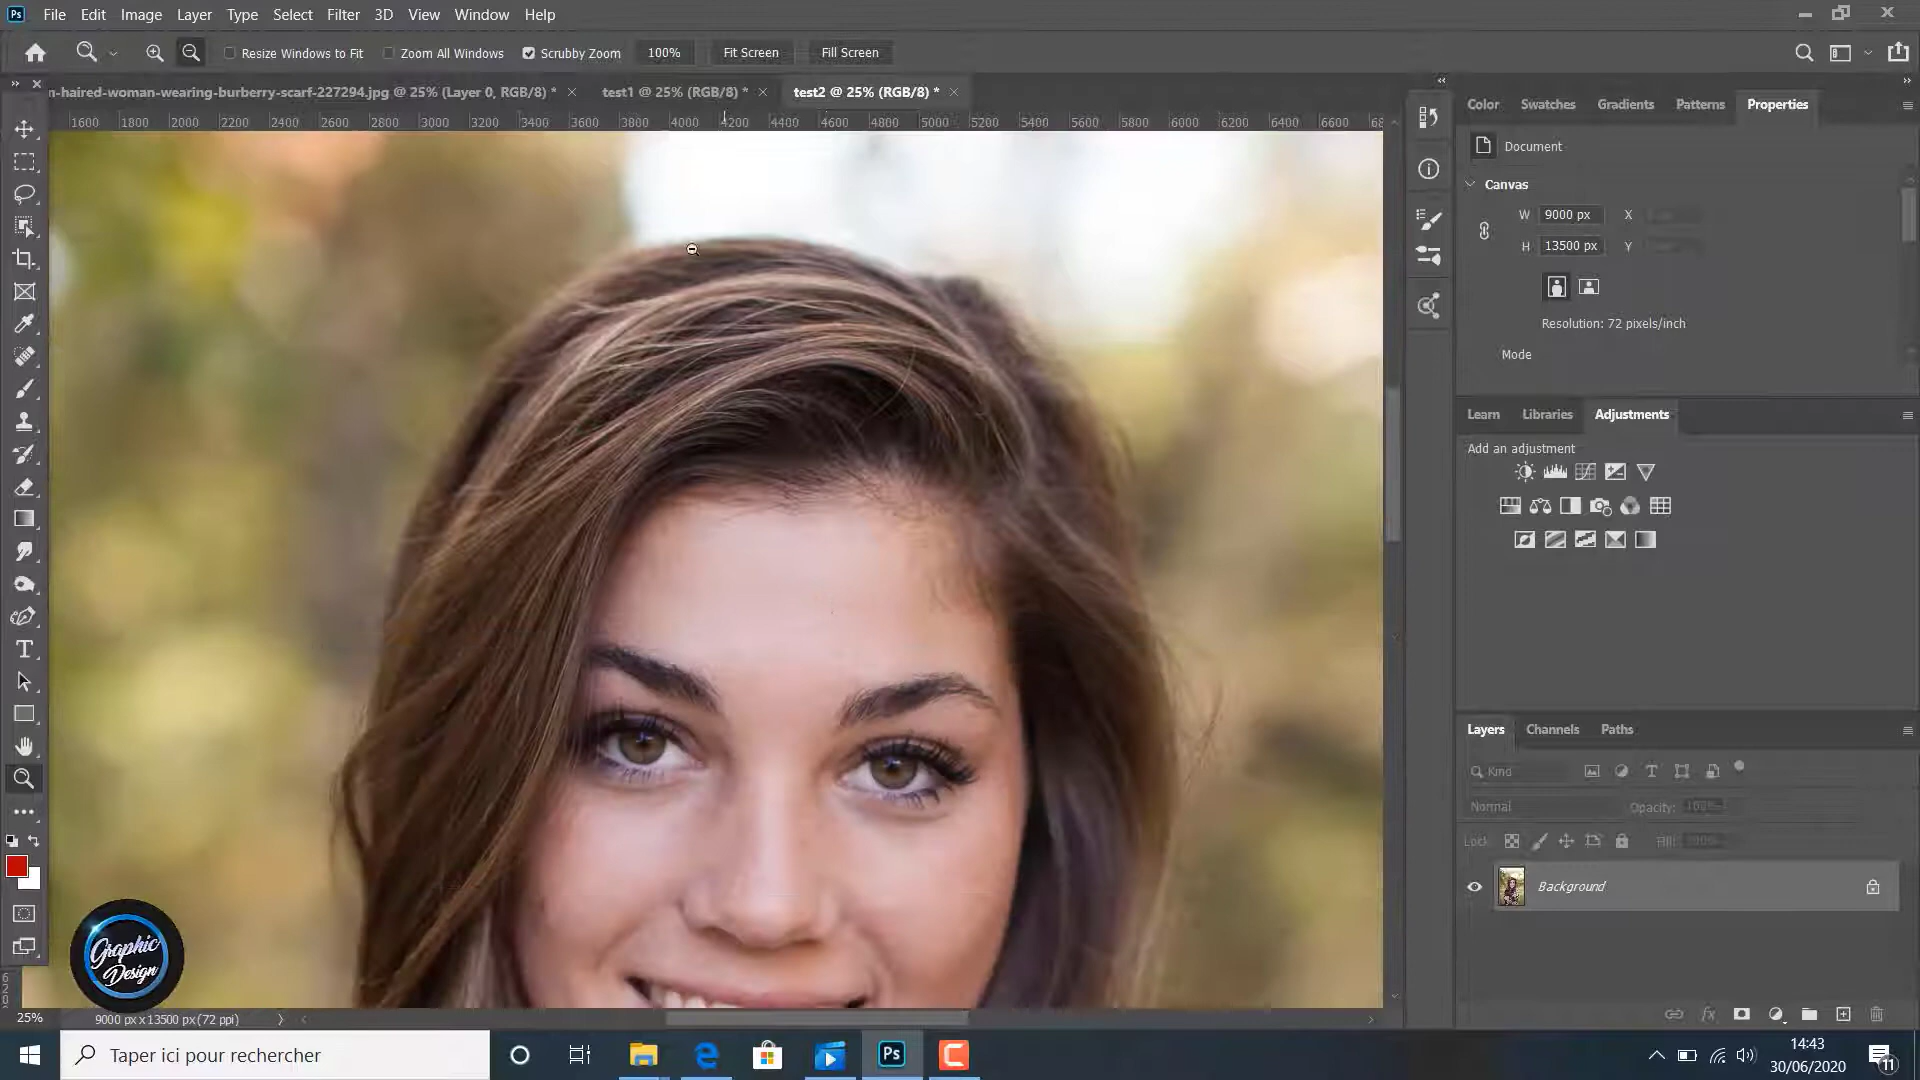 Ps File Edit Image Layer Type Select Filter 3D View Window Help
Resize Windows to Fit Zoom All Windows Scrubby Zoom 100% Fit Screen Fill Screen
n-haired-woman-wearing-burberry-scarf-227294.jpg @ 25% (Layer 0, RGB/8) * × test1 @ 25% (RGB/8) * × test2 @ 25% (RGB/8) * ×
1600 1800 2000 2200 2400 2600 2800 3000 3200 3400 3600 3800 4000 4200 4400 4600 4800 5000 5200 5400 5600 5800 6000 6200 6400 6600 68
Color Swatches Gradients Patterns Properties
Document
Canvas
W 9000 px X
H 13500 px Y
Resolution: 72 pixels/inch
Mode
Learn Libraries Adjustments
Add an adjustment
Layers Channels Paths
Kind
Normal Opacity: 100%
Lock: Fill: 100%
Background
fx
Graphic
Design
620
25% 9000 px x 13500 px (72 ppi)
Taper ici pour rechercher
Ps
14:43
30/06/2020
11